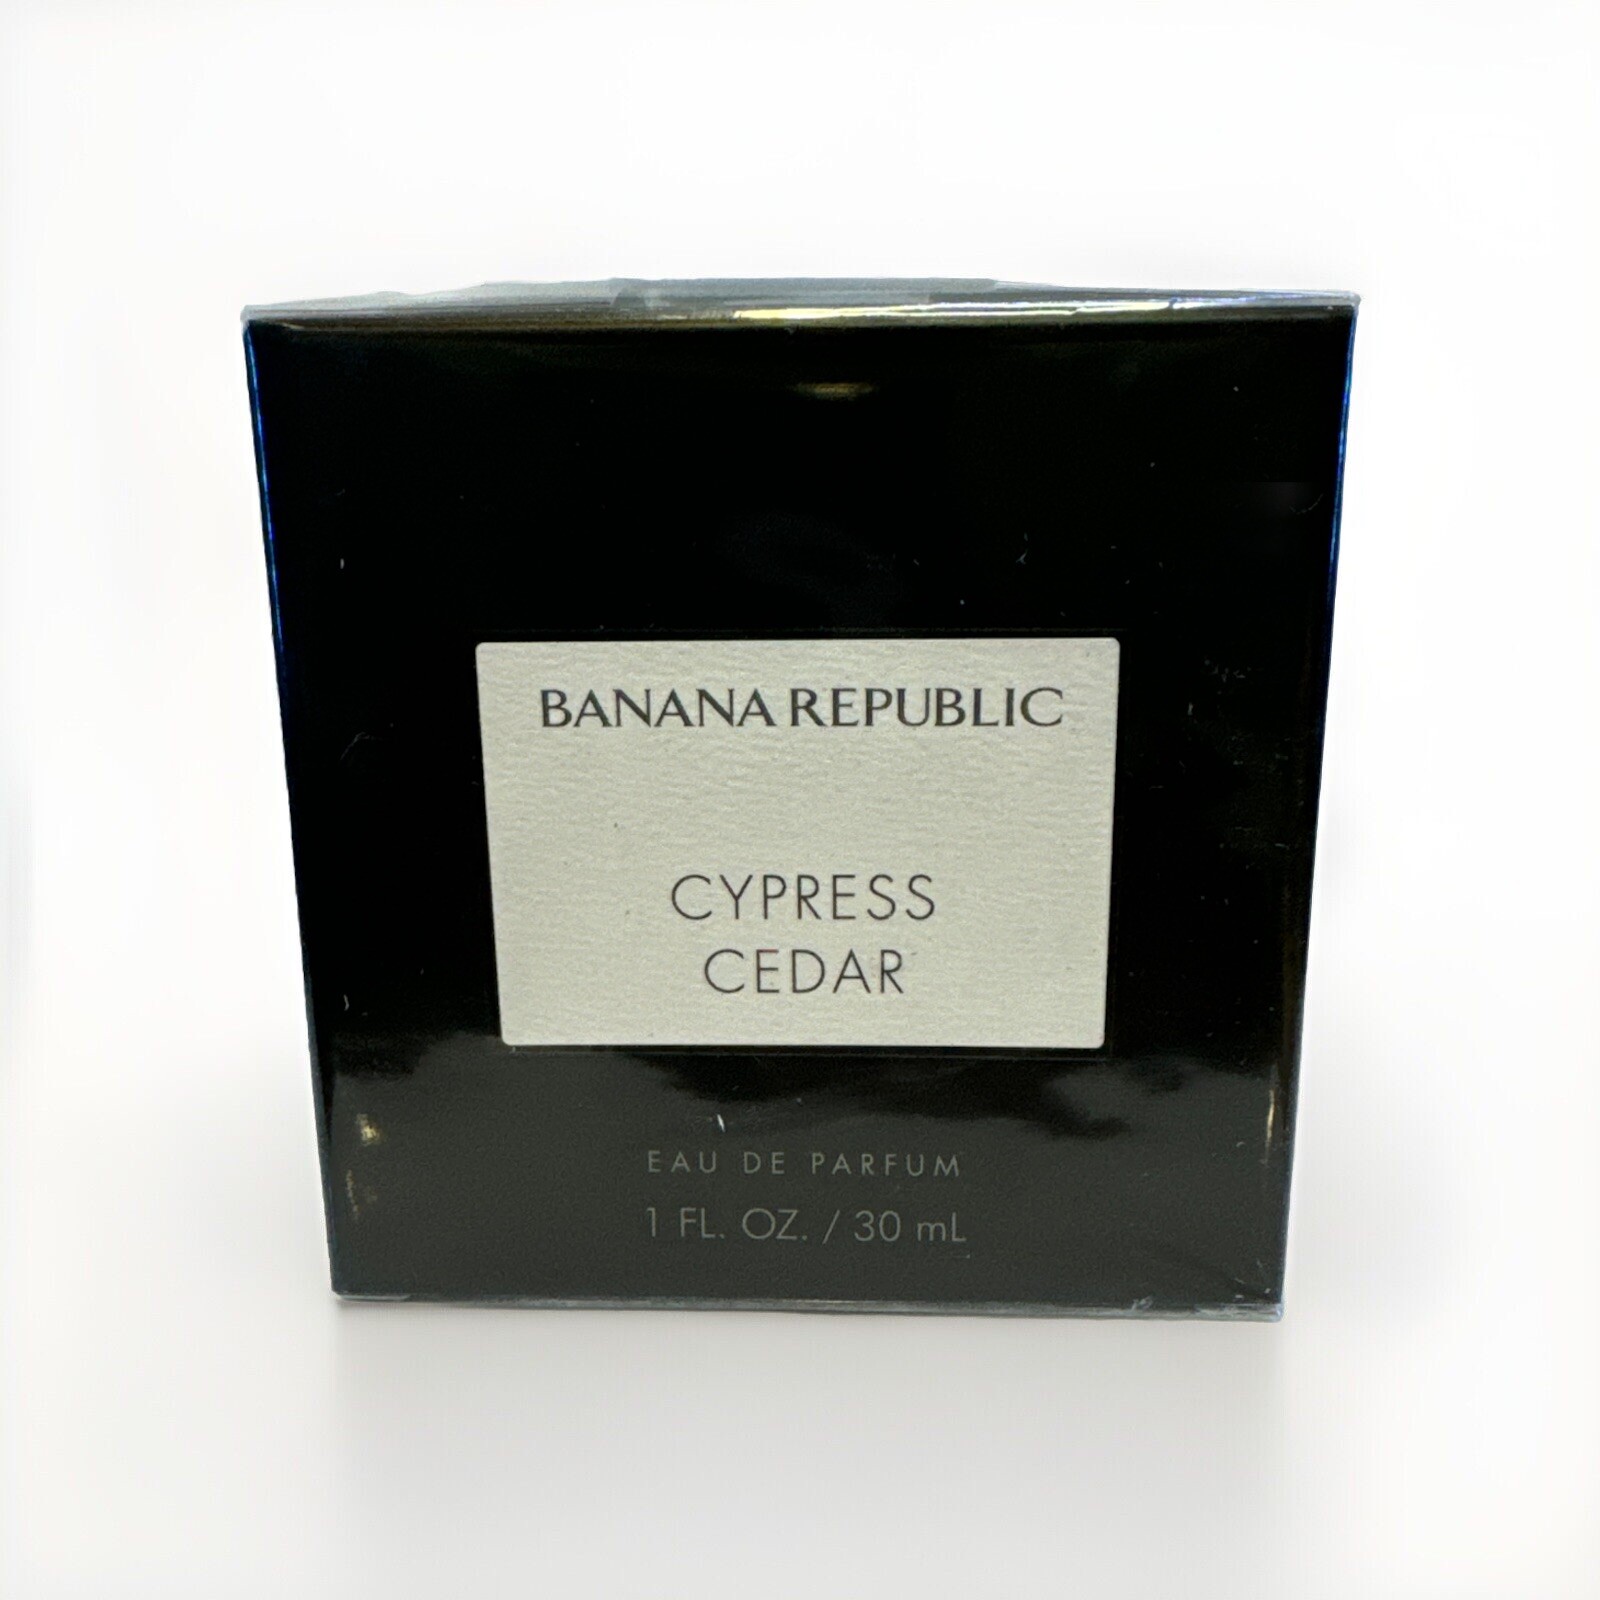 BANANA REPUBLIC
CYPRESS
CEDAR
EAU DE PARFUM
1 FL. OZ. / 30 mL